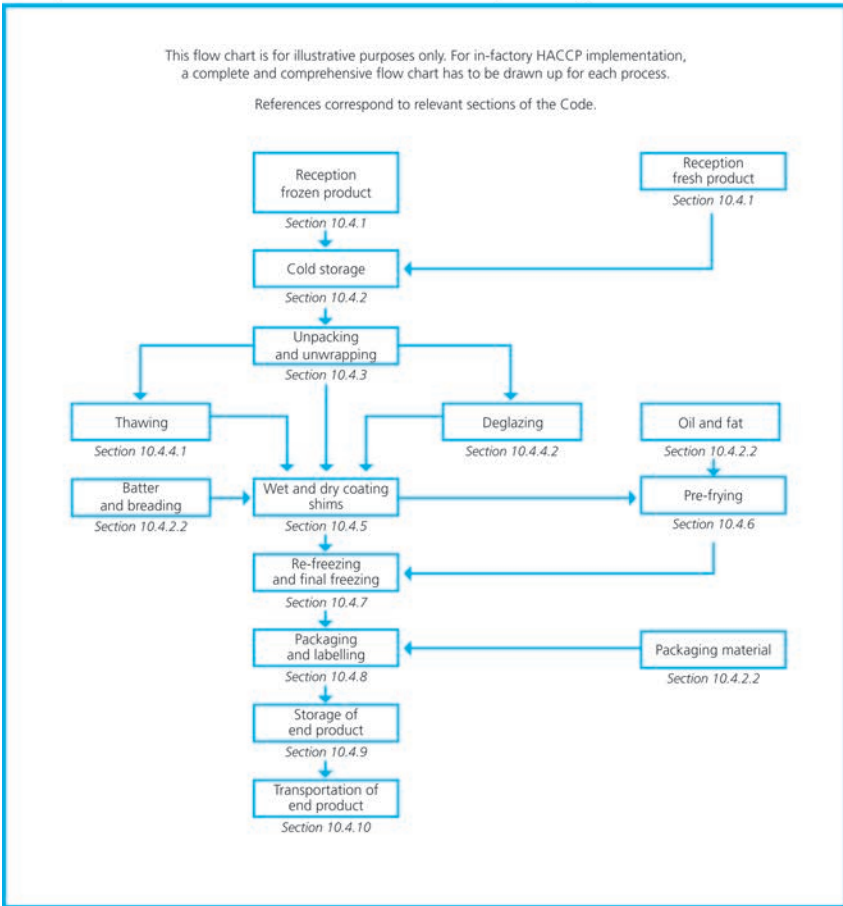 This flow chart is for illustrative purposes only. For in-factory HACCP implementation,
a complete and comprehensive flow chart has to be drawn up for each process.
References correspond to relevant sections of the Code.
Reception
frozen product
Section 10.4.1
Reception
fresh product
Section 10.4.1
Cold storage
Section 10.4.2
Unpacking
and unwrapping
Section 10.4.3
Thawing
Section 10.4.4.1
Deglazing
Section 10.4.4.2
Oil and fat
Section 10.4.2.2
Batter
and breading
Section 10.4.2.2
Wet and dry coating
shims
Section 10.4.5
Pre-frying
Section 10.4.6
Re-freezing
and final freezing
Section 10.4.7
Packaging
and labelling
Section 10.4.8
Packaging material
Section 10.4.2.2
Storage of
end product
Section 10.4.9
Transportation of
end product
Section 10.4.10